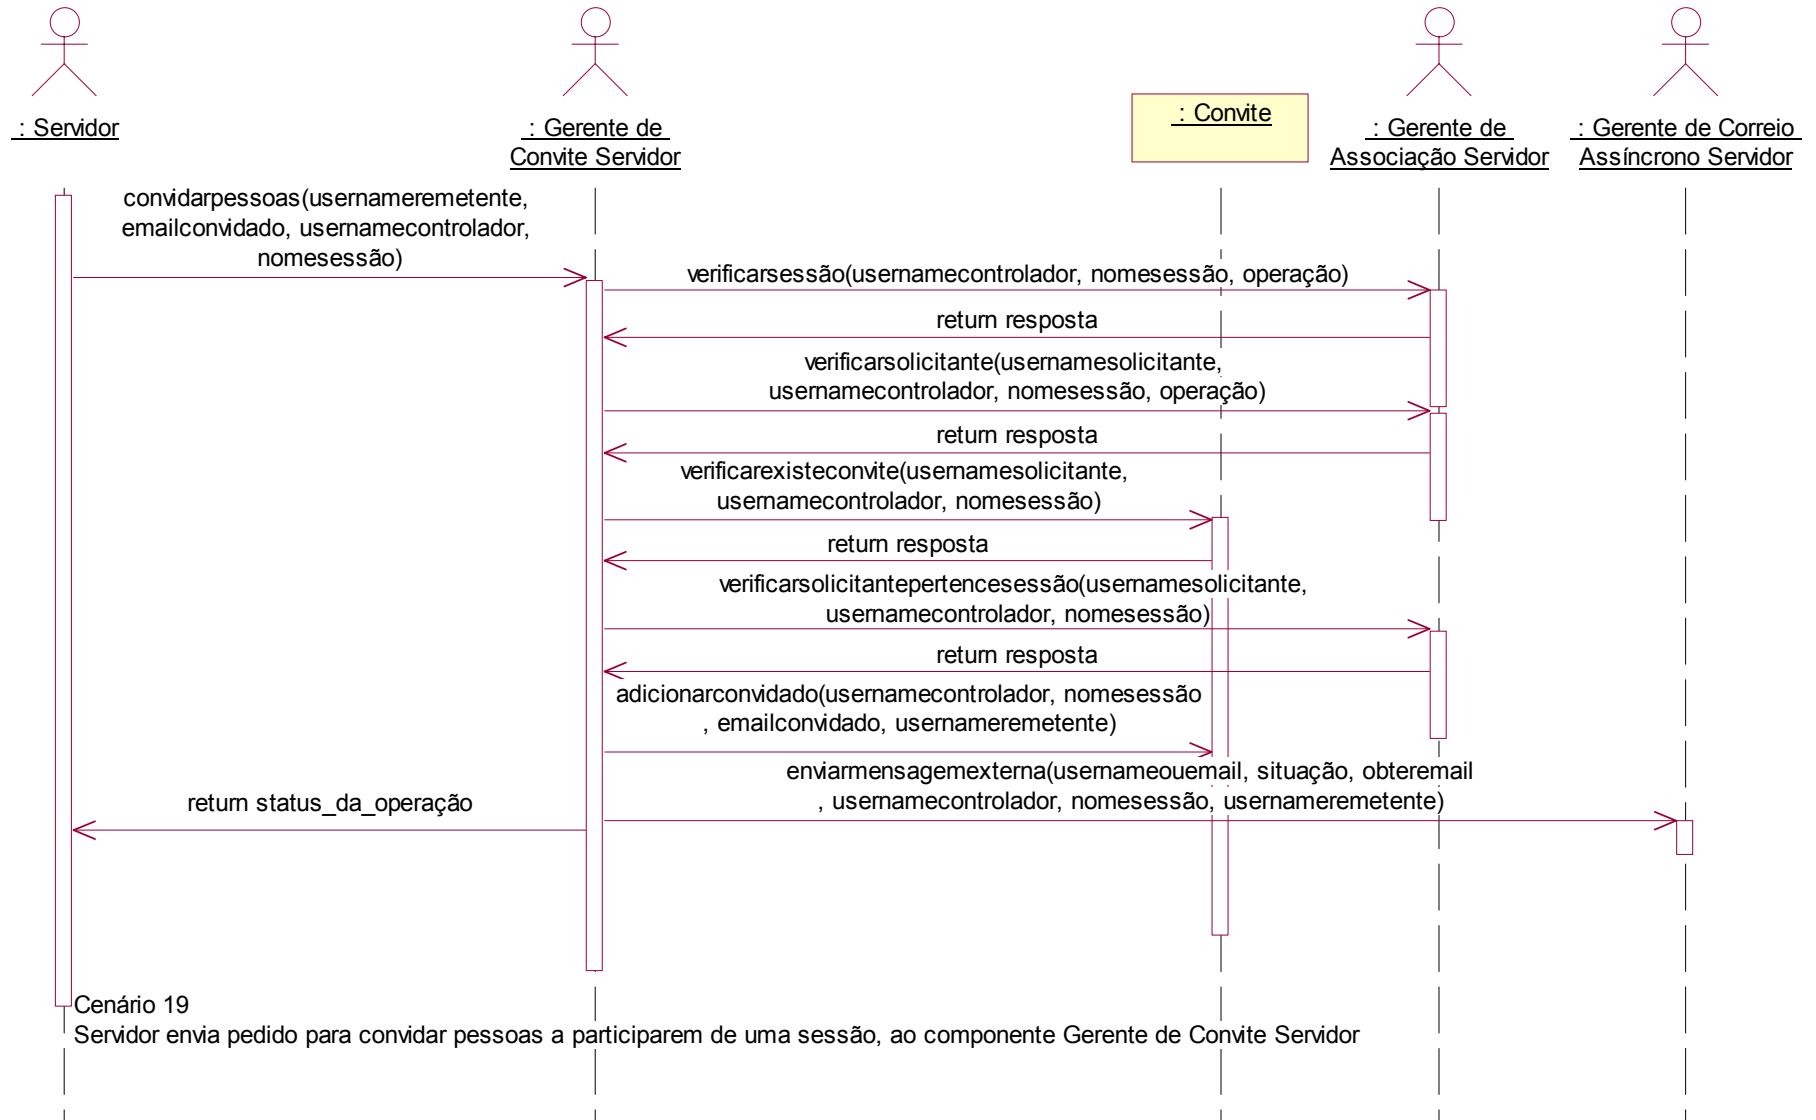 : Servidor
: Gerente de
Convite Servidor
: Convite
: Gerente de
Associação Servidor
: Gerente de Correio
Assíncrono Servidor
convidarpessoas(usernameremetente,
emailconvidado, usernamecontrolador,
nomesessão)
verificarsessão(usernamecontrolador, nomesessão, operação)
return resposta
verificarsolicitante(usernamesolicitante,
usernamecontrolador, nomesessão, operação)
return resposta
verificarexisteconvite(usernamesolicitante,
usernamecontrolador, nomesessão)
return resposta
verificarsolicitantepertencesessão(usernamesolicitante,
usernamecontrolador, nomesessão)
return resposta
adicionarconvidado(usernamecontrolador, nomesessão
, emailconvidado, usernameremetente)
enviarmensagemexterna(usernameouemail, situação, obteremail
, usernamecontrolador, nomesessão, usernameremetente)
return status_da_operação
Cenário 19
Servidor envia pedido para convidar pessoas a participarem de uma sessão, ao componente Gerente de Convite Servidor